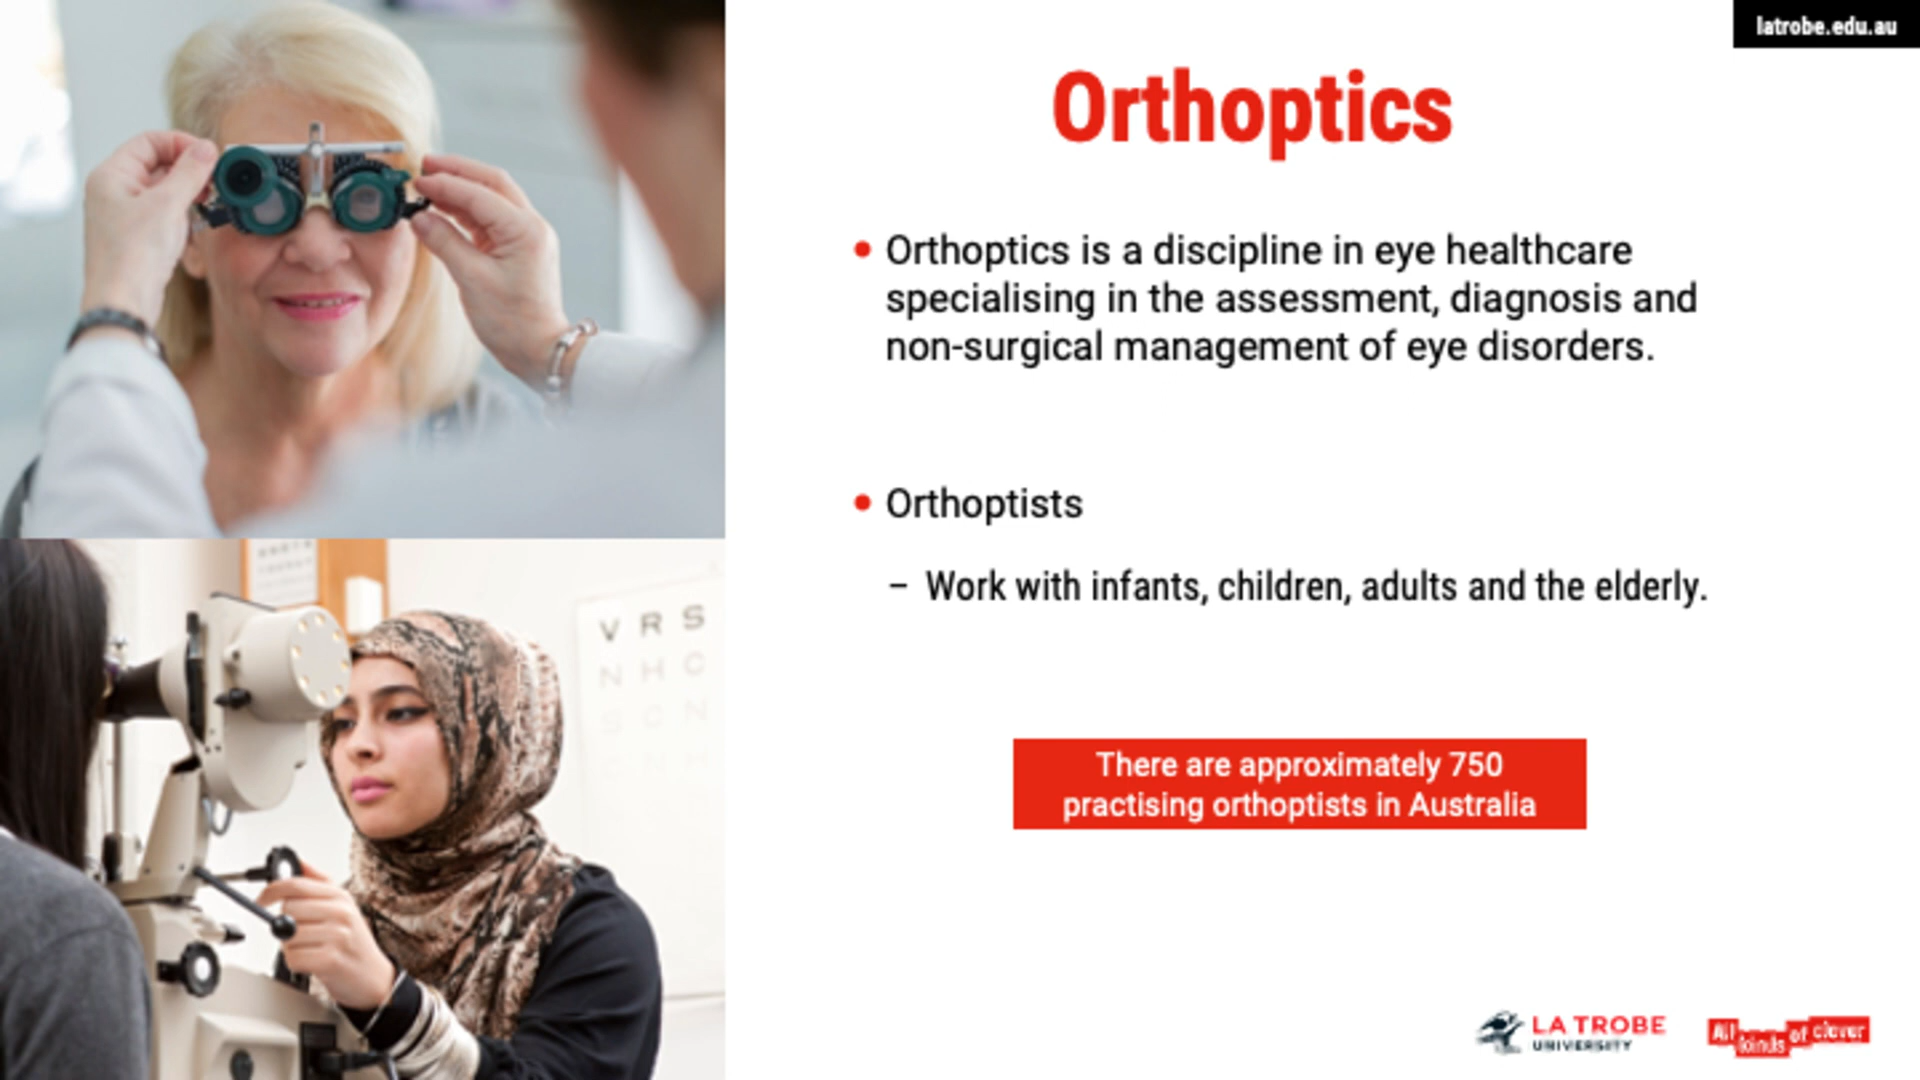 latrobe.edu.au
Orthoptics
• Orthoptics is a discipline in eye healthcare
specialising in the assessment, diagnosis and
non-surgical management of eye disorders.
• Orthoptists
– Work with infants, children, adults and the elderly.
V R S
N H C
S C N
There are approximately 750
practising orthoptists in Australia
LA TROBE
UNIVERSITY
All kinds of clever